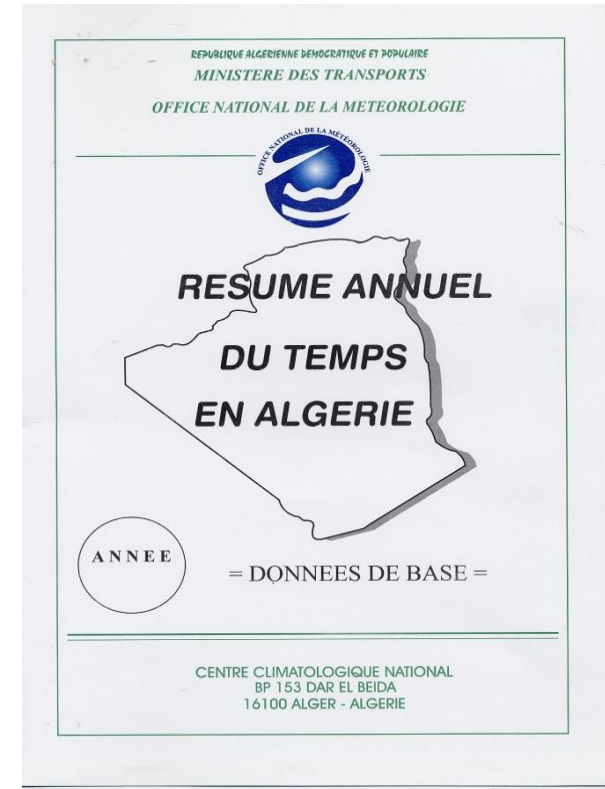 REPUBLIQUE ALGERIENNE DEMOCRATIQUE ET POPULAIRE
MINISTERE DES TRANSPORTS
OFFICE NATIONAL DE LA METEOROLOGIE
OFFICE NATIONAL DE LA MÉTÉOROLOGIE
RESUME ANNUEL
DU TEMPS
EN ALGERIE
ANNEE
= DONNEES DE BASE =
CENTRE CLIMATOLOGIQUE NATIONAL
BP 153 DAR EL BEIDA
16100 ALGER - ALGERIE